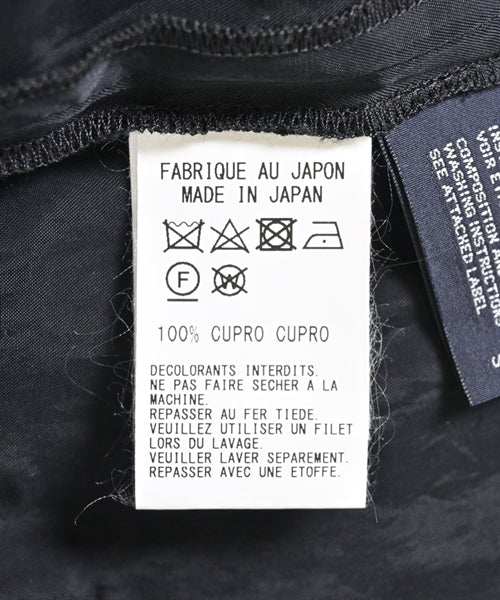 FABRIQUE AU JAPON
MADE IN JAPAN
F
W
100% CUPRO CUPRO
DECOLORANTS INTERDITS.
NE PAS FAIRE SECHER A LA
MACHINE.
REPASSER AU FER TIEDE.
VEUILLEZ UTILISER UN FILET
LORS DU LAVAGE.
VEUILLER LAVER SEPAREMENT.
REPASSER AVEC UNE ETOFFE.
VOIR E
COMPOSITION AN
WASHING INSTRUCTIONS
SEE ATTACHED LABEL
S